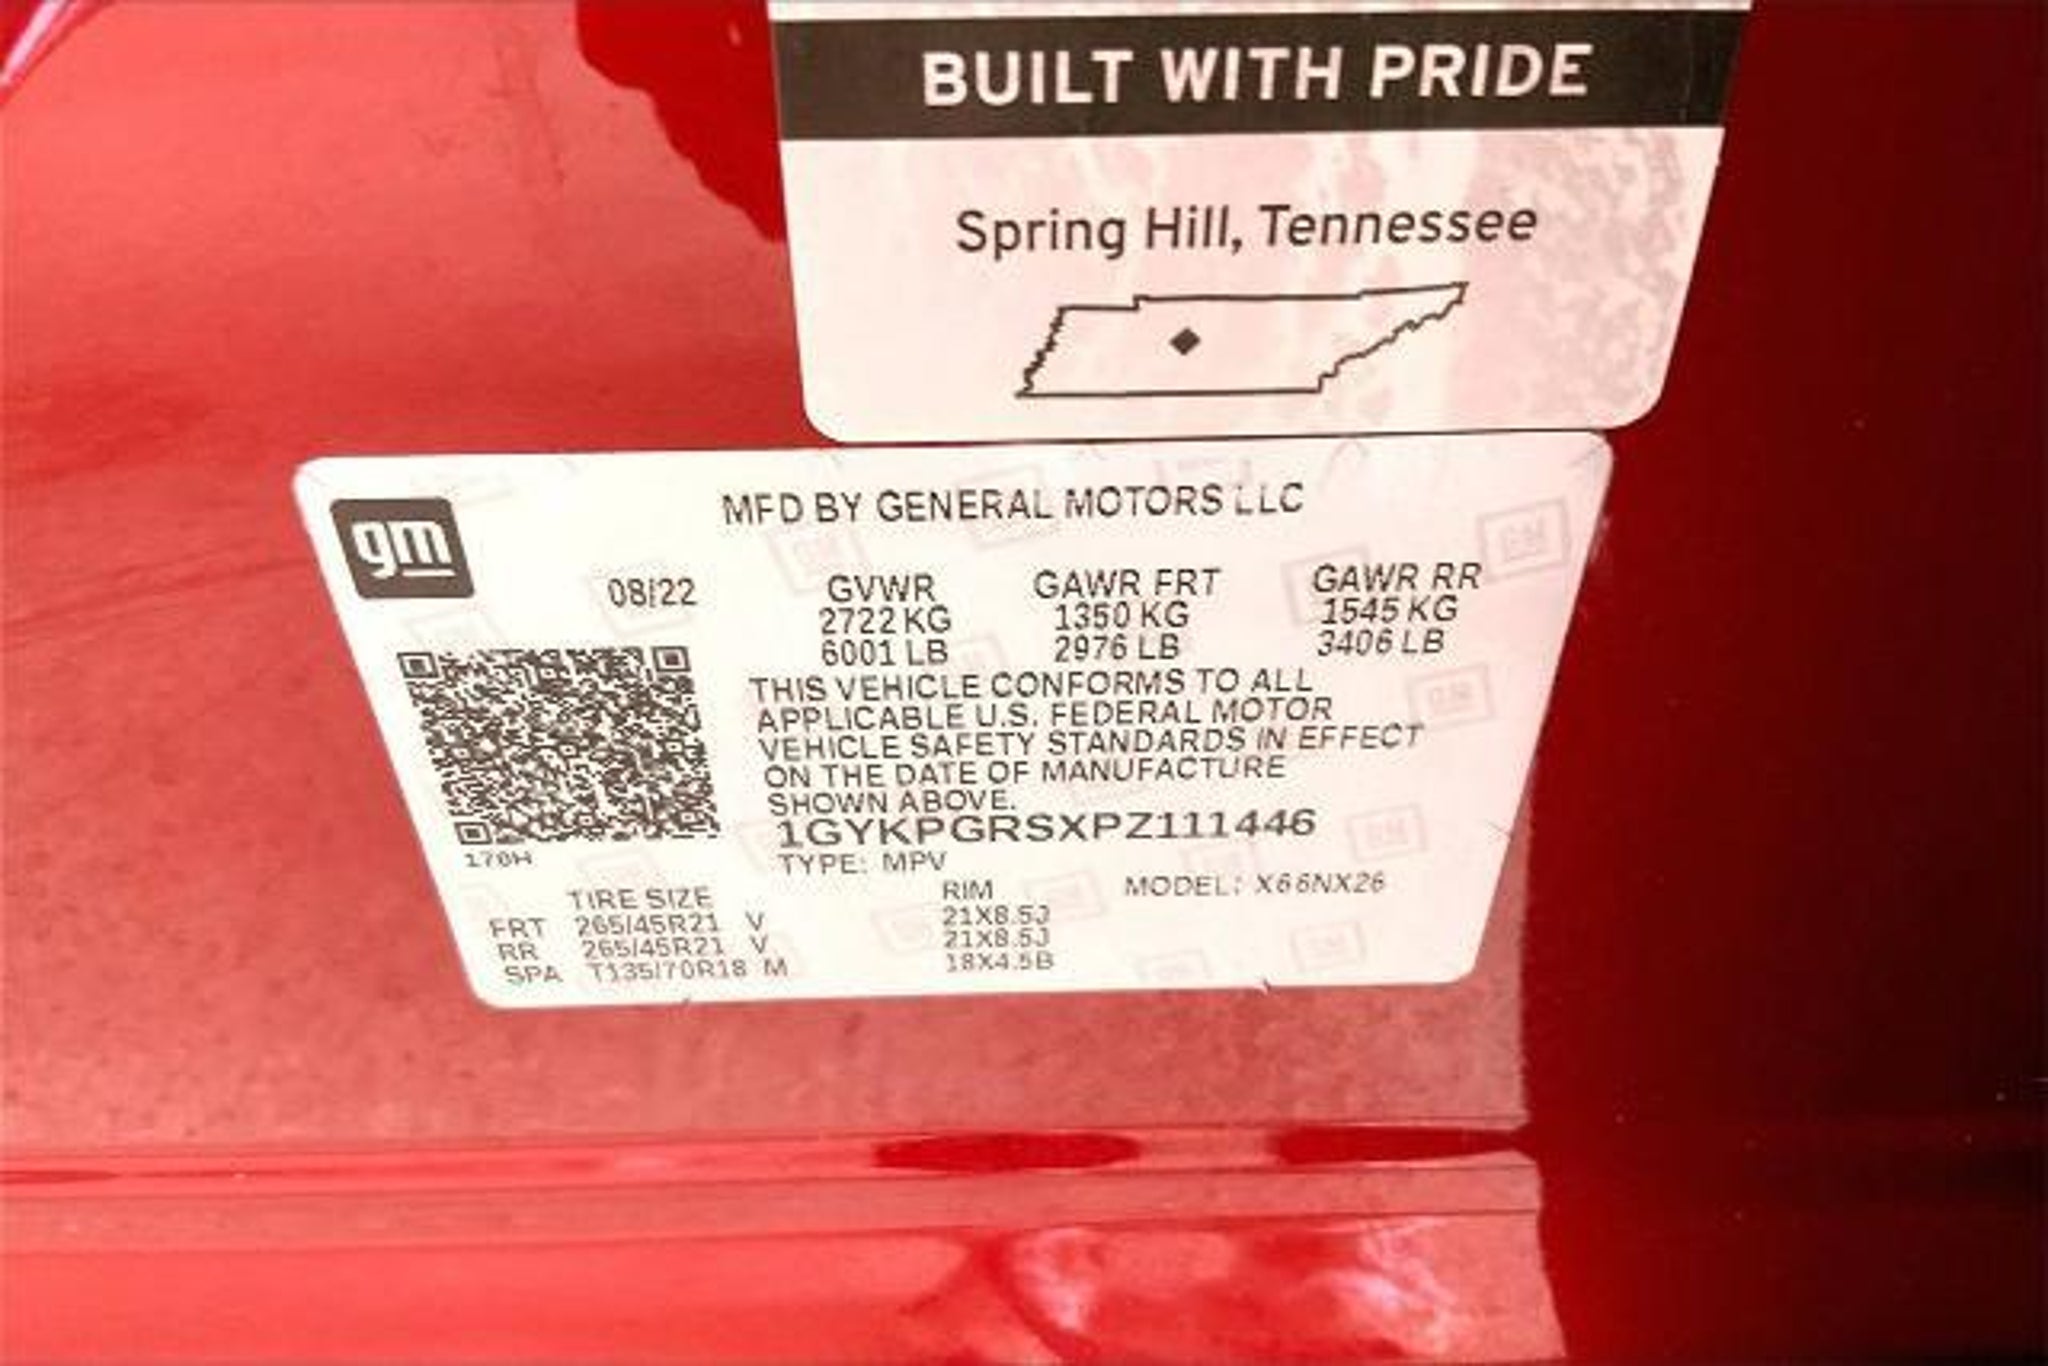 BUILT WITH PRIDE
Spring Hill, Tennessee
gm
MFD BY GENERAL MOTORS LLC
08/22 GVWR GAWR FRT GAWR RR
2722 KG 1350 KG 1545 KG
6001 LB 2976 LB 3406 LB
THIS VEHICLE CONFORMS TO ALL
APPLICABLE U.S. FEDERAL MOTOR
VEHICLE SAFETY STANDARDS IN EFFECT
ON THE DATE OF MANUFACTURE
SHOWN ABOVE.
1GYKPGRSXPZ111446
170H
TYPE: MPV
TIRE SIZE RIM MODEL: X66NX26
FRT 265/45R21 V 21X8.5J
RR 265/45R21 V 21X8.5J
SPA T135/70R18 M 18X4.5B